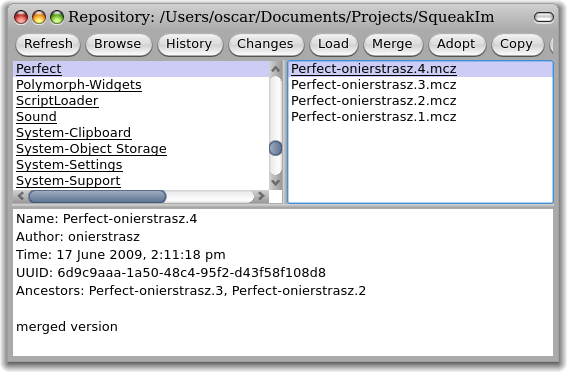 Repository: /Users/oscar/Documents/Projects/SqueakIm
Refresh Browse History Changes Load Merge Adopt Copy
Perfect
Polymorph-Widgets
ScriptLoader
Sound
System-Clipboard
System-Object Storage
System-Settings
System-Support
Perfect-onierstrasz.4.mcz
Perfect-onierstrasz.3.mcz
Perfect-onierstrasz.2.mcz
Perfect-onierstrasz.1.mcz
Name: Perfect-onierstrasz.4
Author: onierstrasz
Time: 17 June 2009, 2:11:18 pm
UUID: 6d9c9aaa-1a50-48c4-95f2-d43f58f108d8
Ancestors: Perfect-onierstrasz.3, Perfect-onierstrasz.2
merged version